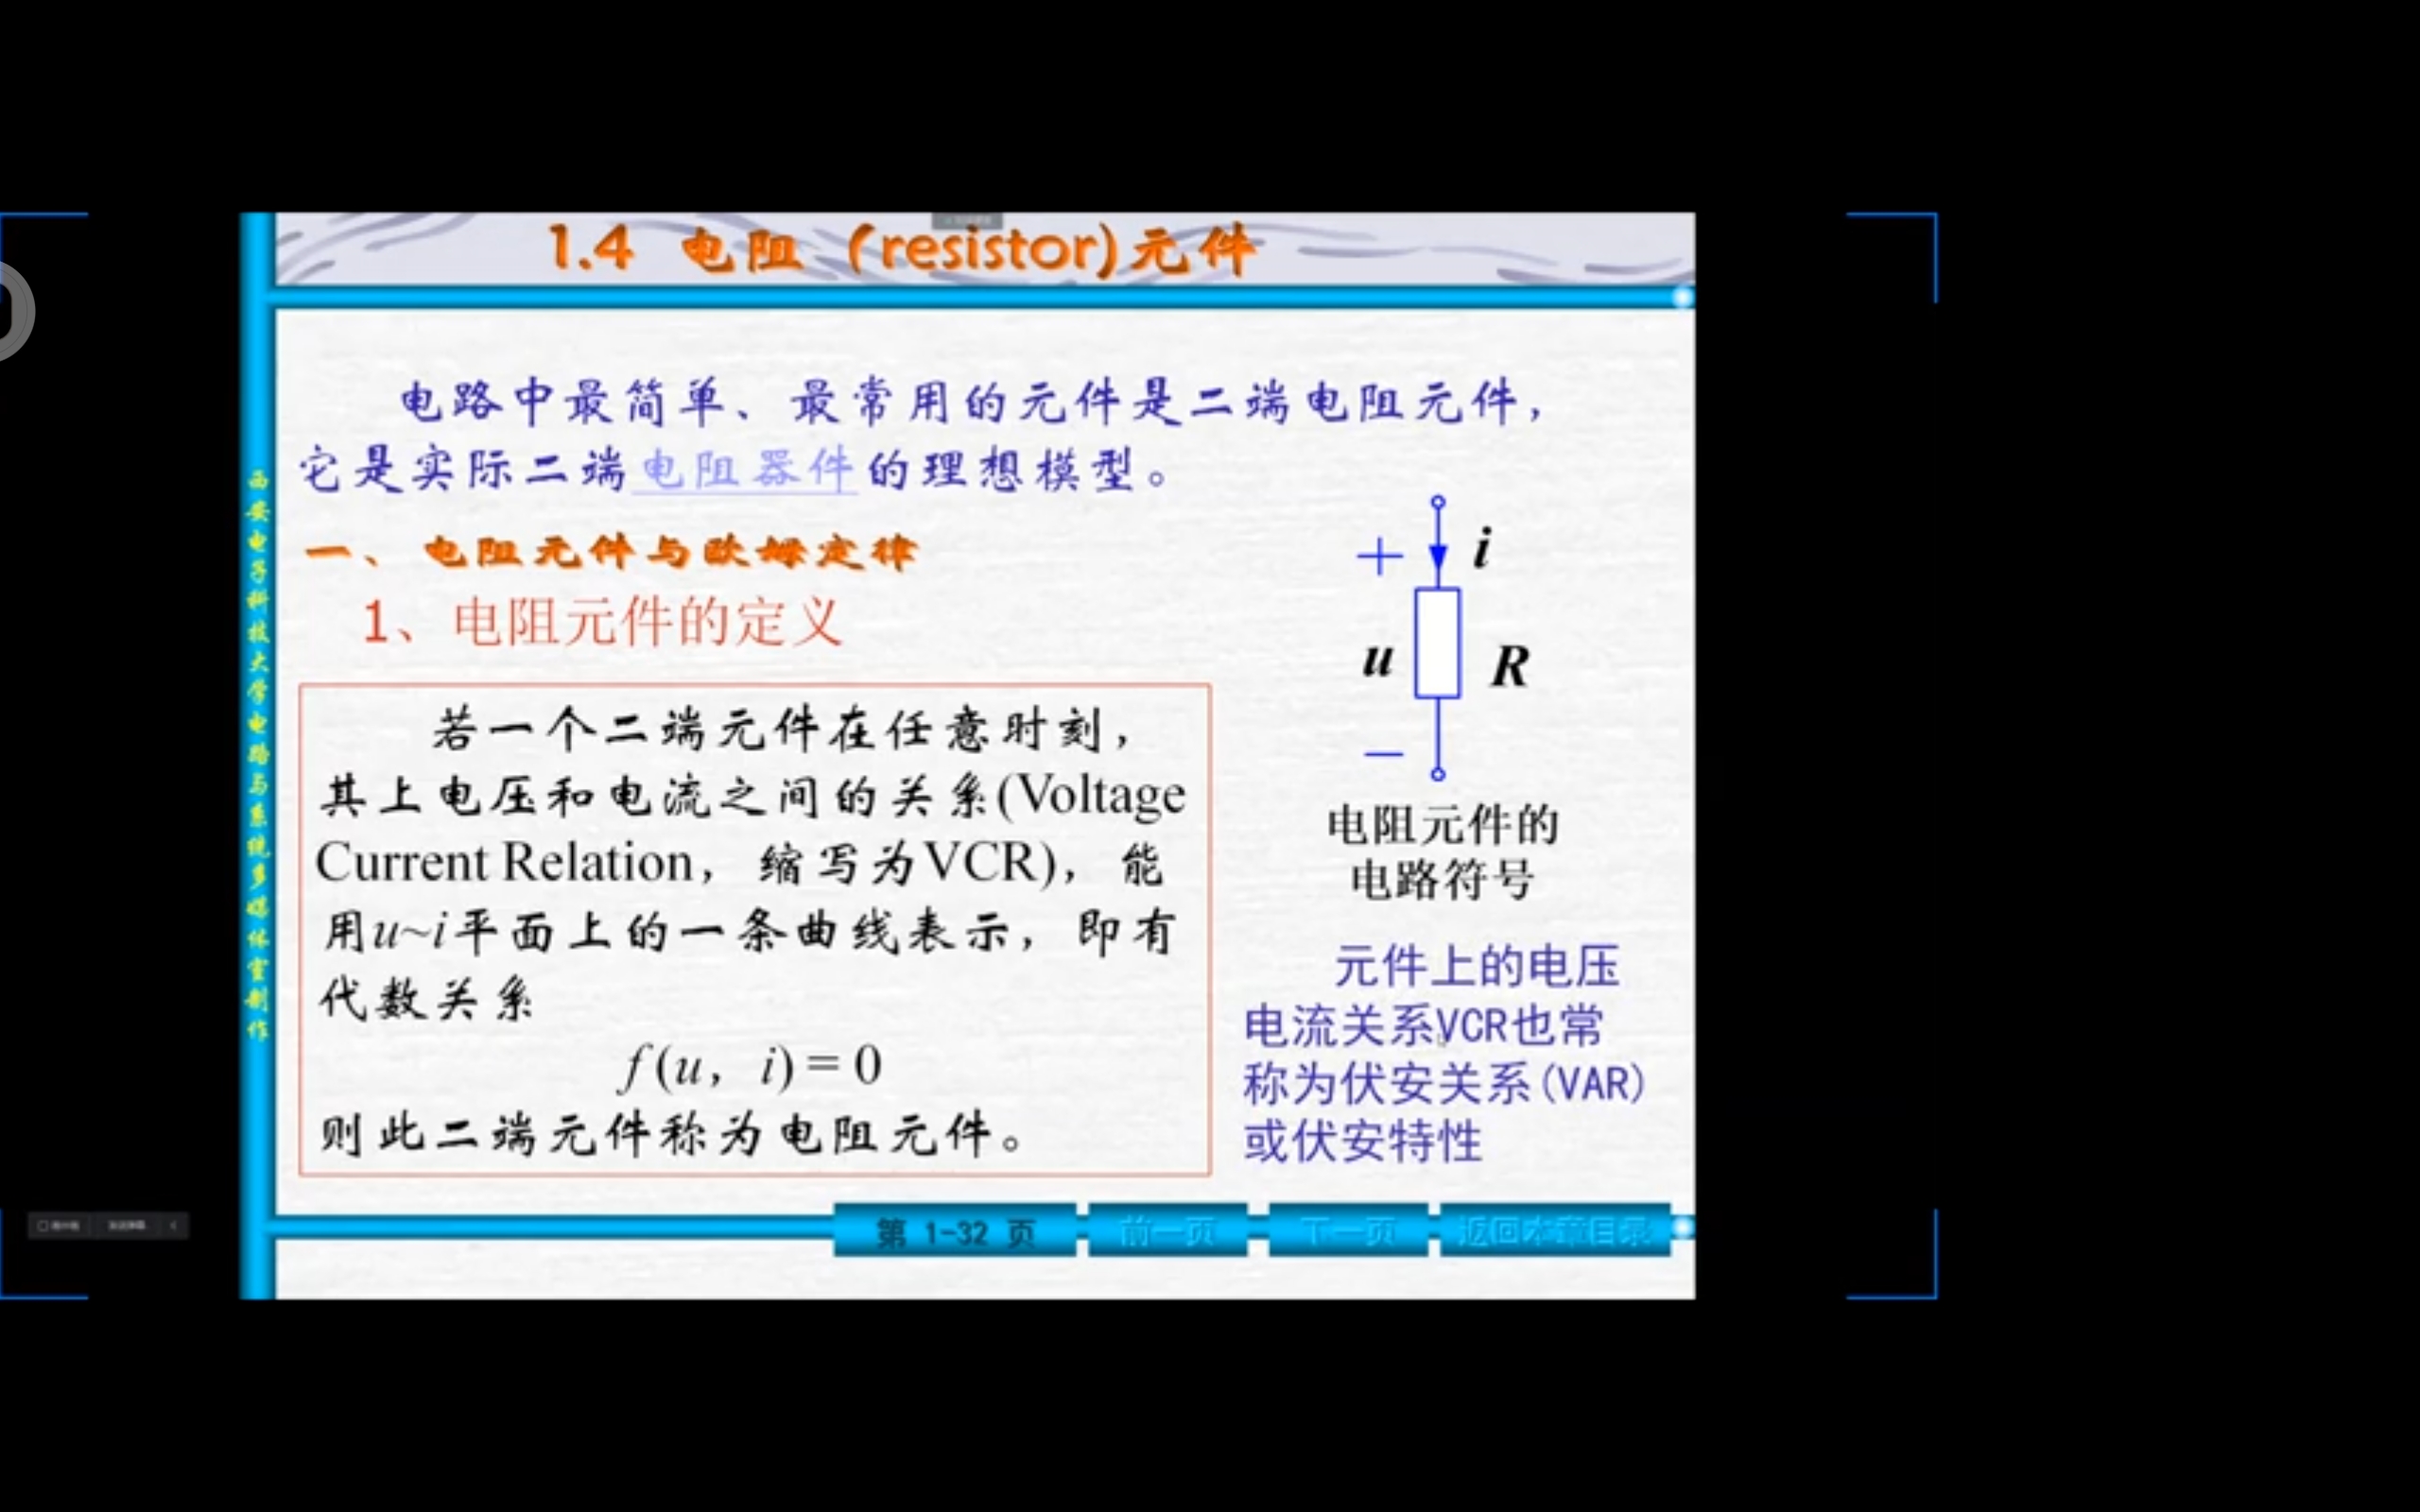 1.4 电阻 (resistor)元件
电路中最简单、最常用的元件是二端电阻元件，
它是实际二端电阻器件的理想模型。
一、电阻元件与欧姆定律
1、电阻元件的定义
若一个二端元件在任意时刻，
其上电压和电流之间的关系(Voltage
Current Relation，缩写为VCR)，能
用u~i平面上的一条曲线表示，即有
代数关系
f(u，i)=0
则此二端元件称为电阻元件。
+ i
u R
−
电阻元件的
电路符号
元件上的电压
电流关系VCR也常
称为伏安关系(VAR)
或伏安特性
西安电子科技大学电路与系统多媒体室制作
第 1-32 页 前一页 下一页 返回本章目录